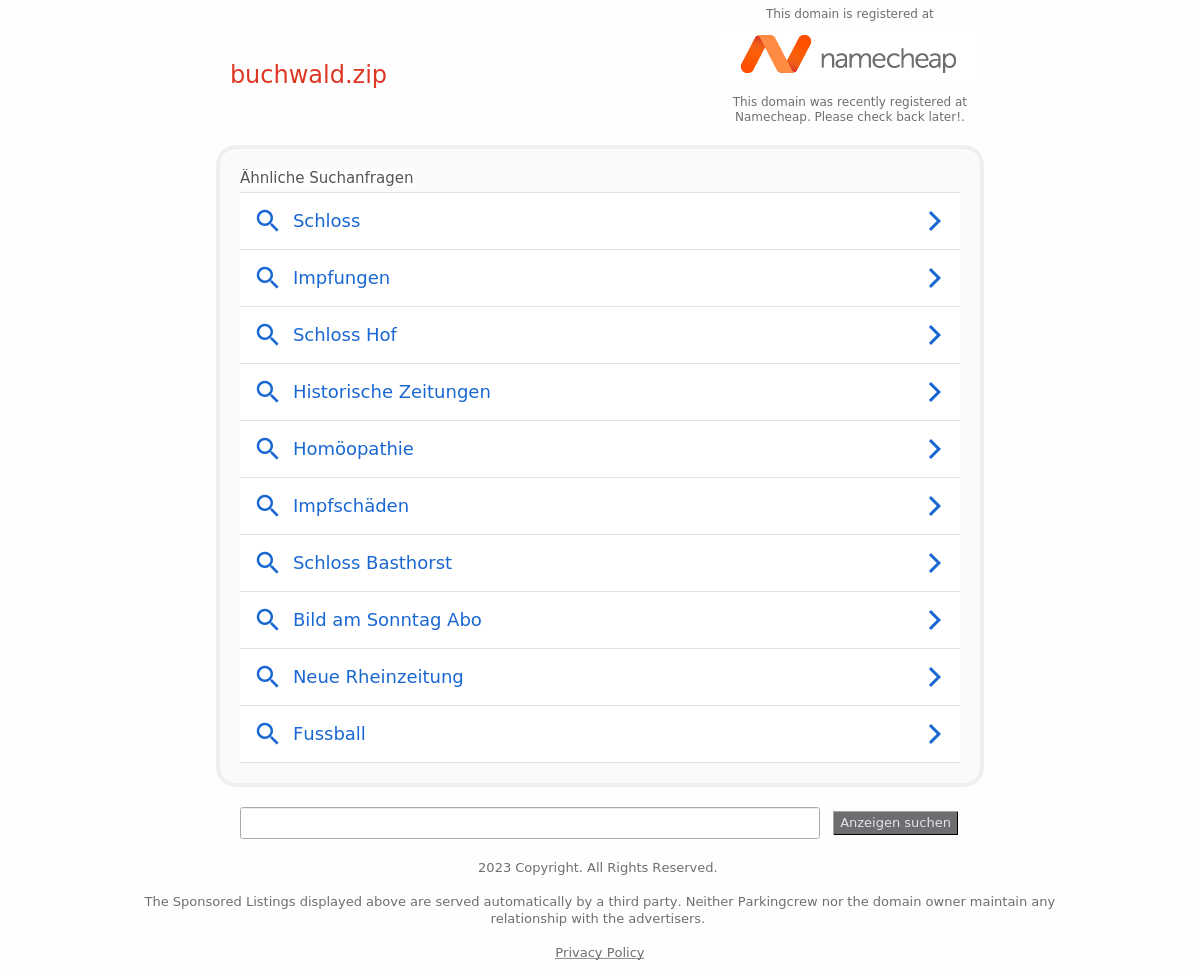 This domain is registered at
buchwald.zip
namecheap
This domain was recently registered at
Namecheap. Please check back later!.
Ähnliche Suchanfragen
Schloss
Impfungen
Schloss Hof
Historische Zeitungen
Homöopathie
Impfschäden
Schloss Basthorst
Bild am Sonntag Abo
Neue Rheinzeitung
Fussball
Anzeigen suchen
2023 Copyright. All Rights Reserved.
The Sponsored Listings displayed above are served automatically by a third party. Neither Parkingcrew nor the domain owner maintain any
relationship with the advertisers.
Privacy Policy